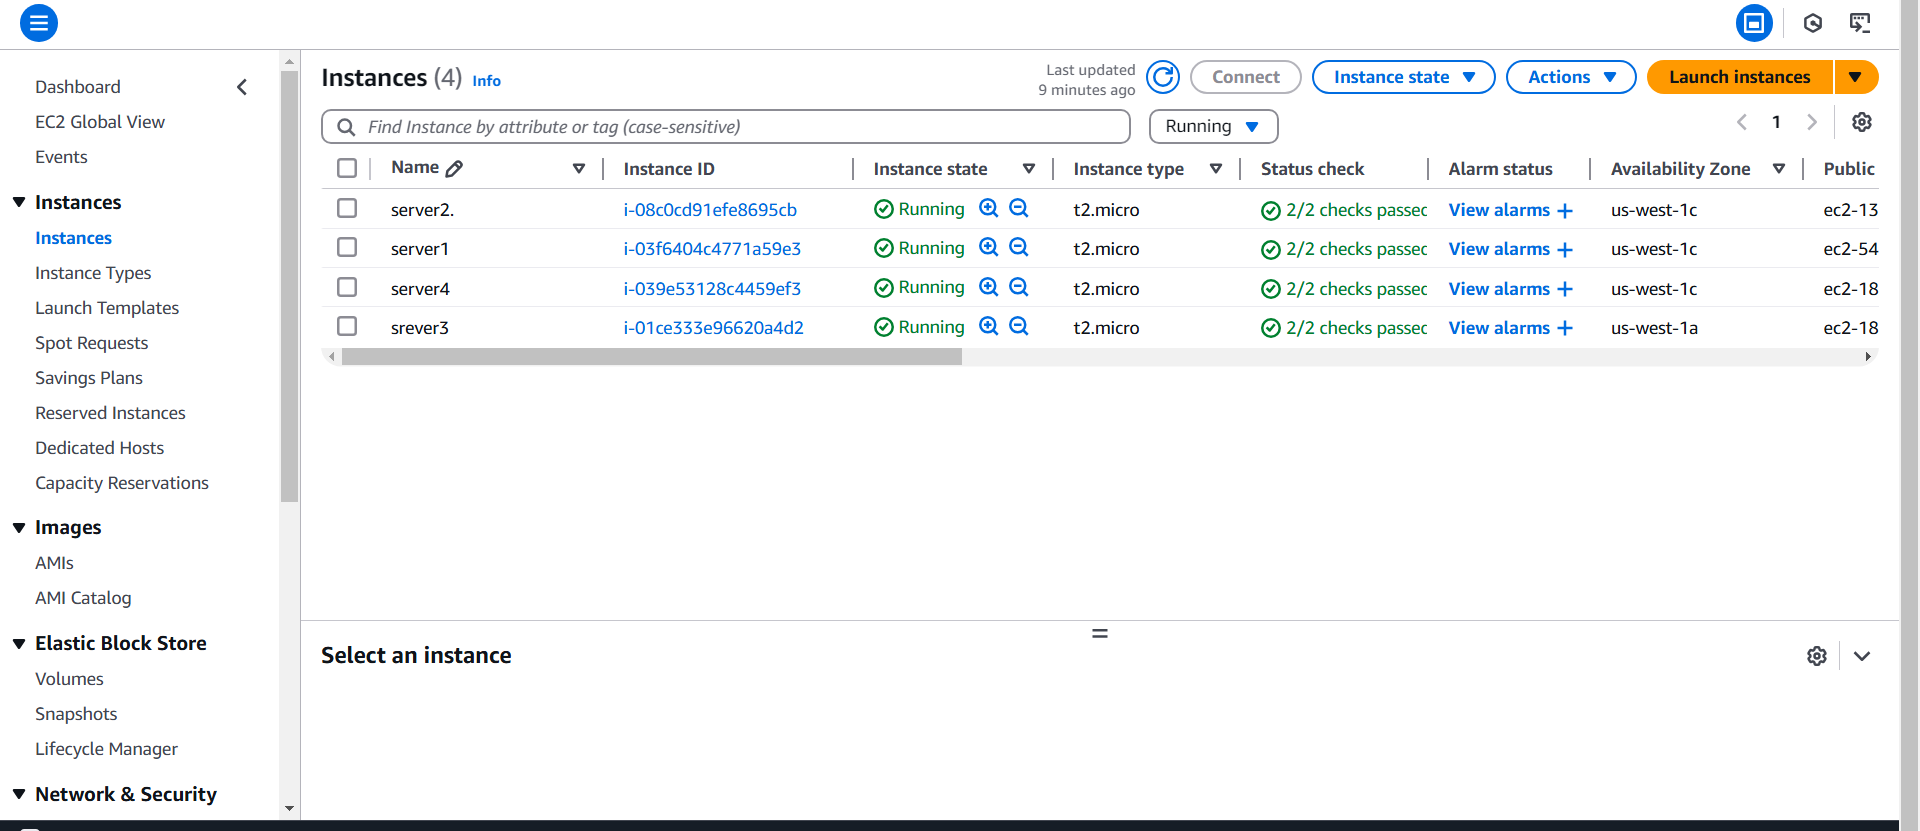 Dashboard
EC2 Global View
Events
Instances
Instances
Instance Types
Launch Templates
Spot Requests
Savings Plans
Reserved Instances
Dedicated Hosts
Capacity Reservations
Images
AMIs
AMI Catalog
Elastic Block Store
Volumes
Snapshots
Lifecycle Manager
Network & Security
Instances (4) Info
Last updated
9 minutes ago
Connect Instance state Actions Launch instances
Find Instance by attribute or tag (case-sensitive) Running 1
Name Instance ID Instance state Instance type Status check Alarm status Availability Zone Public
server2. i-08c0cd91efe8695cb Running t2.micro 2/2 checks passed View alarms + us-west-1c ec2-13
server1 i-03f6404c4771a59e3 Running t2.micro 2/2 checks passed View alarms + us-west-1c ec2-54
server4 i-039e53128c4459ef3 Running t2.micro 2/2 checks passed View alarms + us-west-1c ec2-18
srever3 i-01ce333e96620a4d2 Running t2.micro 2/2 checks passed View alarms + us-west-1a ec2-18
Select an instance